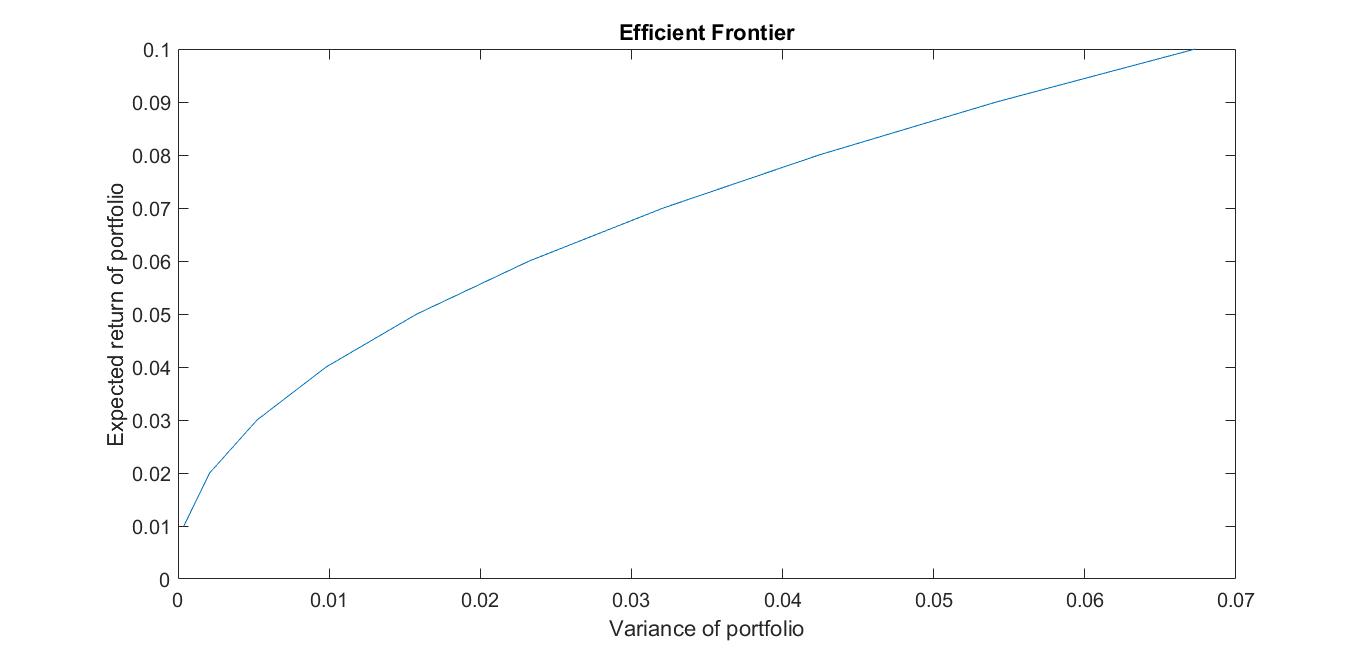 Efficient Frontier
0.1
0.09
0.08
0.07
0.06
0.05
0.04
0.03
0.02
0.01
0
Expected return of portfolio
0 0.01 0.02 0.03 0.04 0.05 0.06 0.07
Variance of portfolio